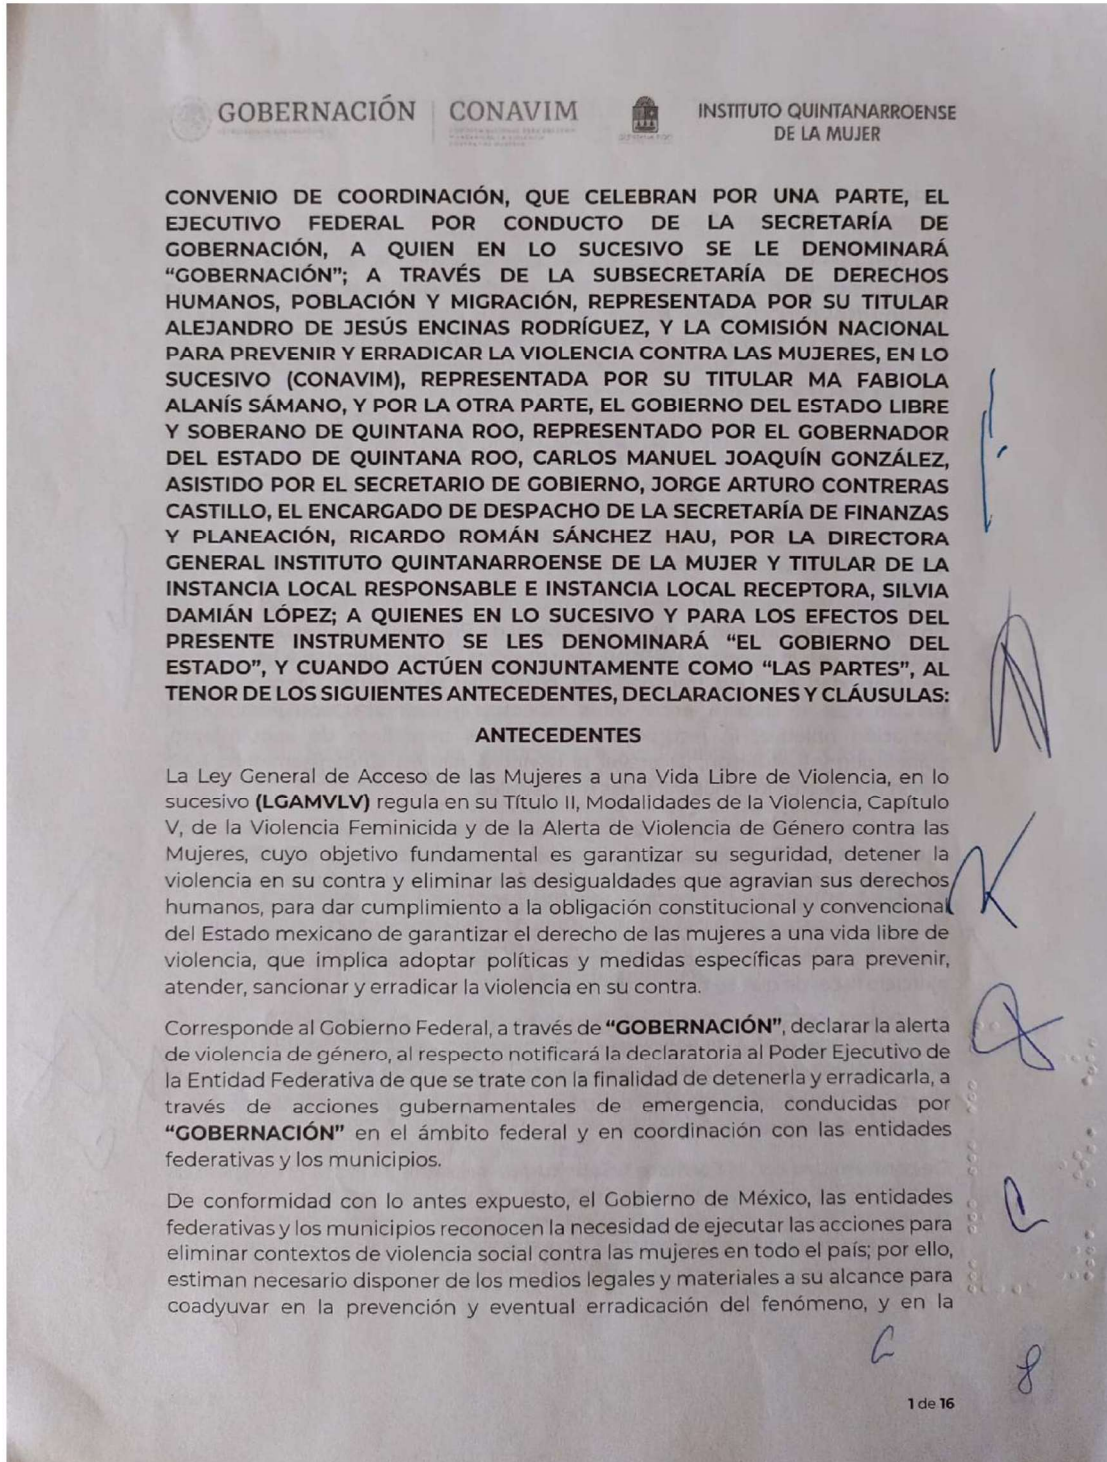 GOBERNACIÓN
CONAVIM
INSTITUTO QUINTANARROENSE
DE LA MUJER
CONVENIO DE COORDINACIÓN, QUE CELEBRAN POR UNA PARTE, EL
EJECUTIVO FEDERAL POR CONDUCTO DE LA SECRETARÍA DE
GOBERNACIÓN, A QUIEN EN LO SUCESIVO SE LE DENOMINARÁ
“GOBERNACIÓN”; A TRAVÉS DE LA SUBSECRETARÍA DE DERECHOS
HUMANOS, POBLACIÓN Y MIGRACIÓN, REPRESENTADA POR SU TITULAR
ALEJANDRO DE JESÚS ENCINAS RODRÍGUEZ, Y LA COMISIÓN NACIONAL
PARA PREVENIR Y ERRADICAR LA VIOLENCIA CONTRA LAS MUJERES, EN LO
SUCESIVO (CONAVIM), REPRESENTADA POR SU TITULAR MA FABIOLA
ALANÍS SÁMANO, Y POR LA OTRA PARTE, EL GOBIERNO DEL ESTADO LIBRE
Y SOBERANO DE QUINTANA ROO, REPRESENTADO POR EL GOBERNADOR
DEL ESTADO DE QUINTANA ROO, CARLOS MANUEL JOAQUÍN GONZÁLEZ,
ASISTIDO POR EL SECRETARIO DE GOBIERNO, JORGE ARTURO CONTRERAS
CASTILLO, EL ENCARGADO DE DESPACHO DE LA SECRETARÍA DE FINANZAS
Y PLANEACIÓN, RICARDO ROMÁN SÁNCHEZ HAU, POR LA DIRECTORA
GENERAL INSTITUTO QUINTANARROENSE DE LA MUJER Y TITULAR DE LA
INSTANCIA LOCAL RESPONSABLE E INSTANCIA LOCAL RECEPTORA, SILVIA
DAMIÁN LÓPEZ; A QUIENES EN LO SUCESIVO Y PARA LOS EFECTOS DEL
PRESENTE INSTRUMENTO SE LES DENOMINARÁ “EL GOBIERNO DEL
ESTADO”, Y CUANDO ACTÚEN CONJUNTAMENTE COMO “LAS PARTES”, AL
TENOR DE LOS SIGUIENTES ANTECEDENTES, DECLARACIONES Y CLÁUSULAS:
ANTECEDENTES
La Ley General de Acceso de las Mujeres a una Vida Libre de Violencia, en lo
sucesivo (LGAMVLV) regula en su Título II, Modalidades de la Violencia, Capítulo
V, de la Violencia Feminicida y de la Alerta de Violencia de Género contra las
Mujeres, cuyo objetivo fundamental es garantizar su seguridad, detener la
violencia en su contra y eliminar las desigualdades que agravian sus derechos
humanos, para dar cumplimiento a la obligación constitucional y convencional
del Estado mexicano de garantizar el derecho de las mujeres a una vida libre de
violencia, que implica adoptar políticas y medidas específicas para prevenir,
atender, sancionar y erradicar la violencia en su contra.
Corresponde al Gobierno Federal, a través de “GOBERNACIÓN”, declarar la alerta
de violencia de género, al respecto notificará la declaratoria al Poder Ejecutivo de
la Entidad Federativa de que se trate con la finalidad de detenerla y erradicarla, a
través de acciones gubernamentales de emergencia, conducidas por
“GOBERNACIÓN” en el ámbito federal y en coordinación con las entidades
federativas y los municipios.
De conformidad con lo antes expuesto, el Gobierno de México, las entidades
federativas y los municipios reconocen la necesidad de ejecutar las acciones para
eliminar contextos de violencia social contra las mujeres en todo el país; por ello,
estiman necesario disponer de los medios legales y materiales a su alcance para
coadyuvar en la prevención y eventual erradicación del fenómeno, y en la
1 de 16